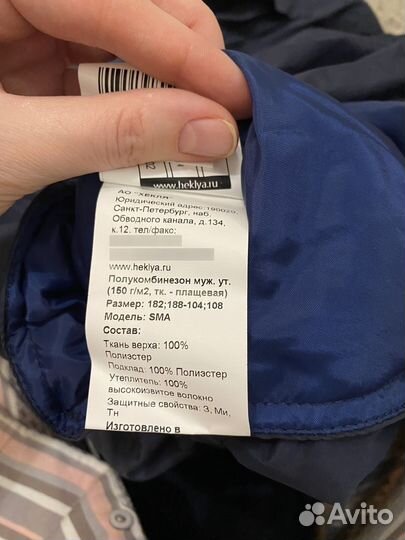 02
www.heklya.ru
АО "ХЕКЛА"
Юридический адрес:190020,
Санкт-Петербург, наб.
Обводного канала, д.134,
к.12. тел/факс:
www.heklya.ru
Полукомбинезон муж. ут.
(150 г/м2, тк. - плащевая)
Размер: 182;188-104;108
Модель: SMA
Состав:
Ткань верха: 100%
Полиэстер
Подклад: 100% Полиэстер
Утеплитель: 100%
высокоизвитое волокно
Защитные свойства: З, Ми,
Тн
Изготовлено в
Avito